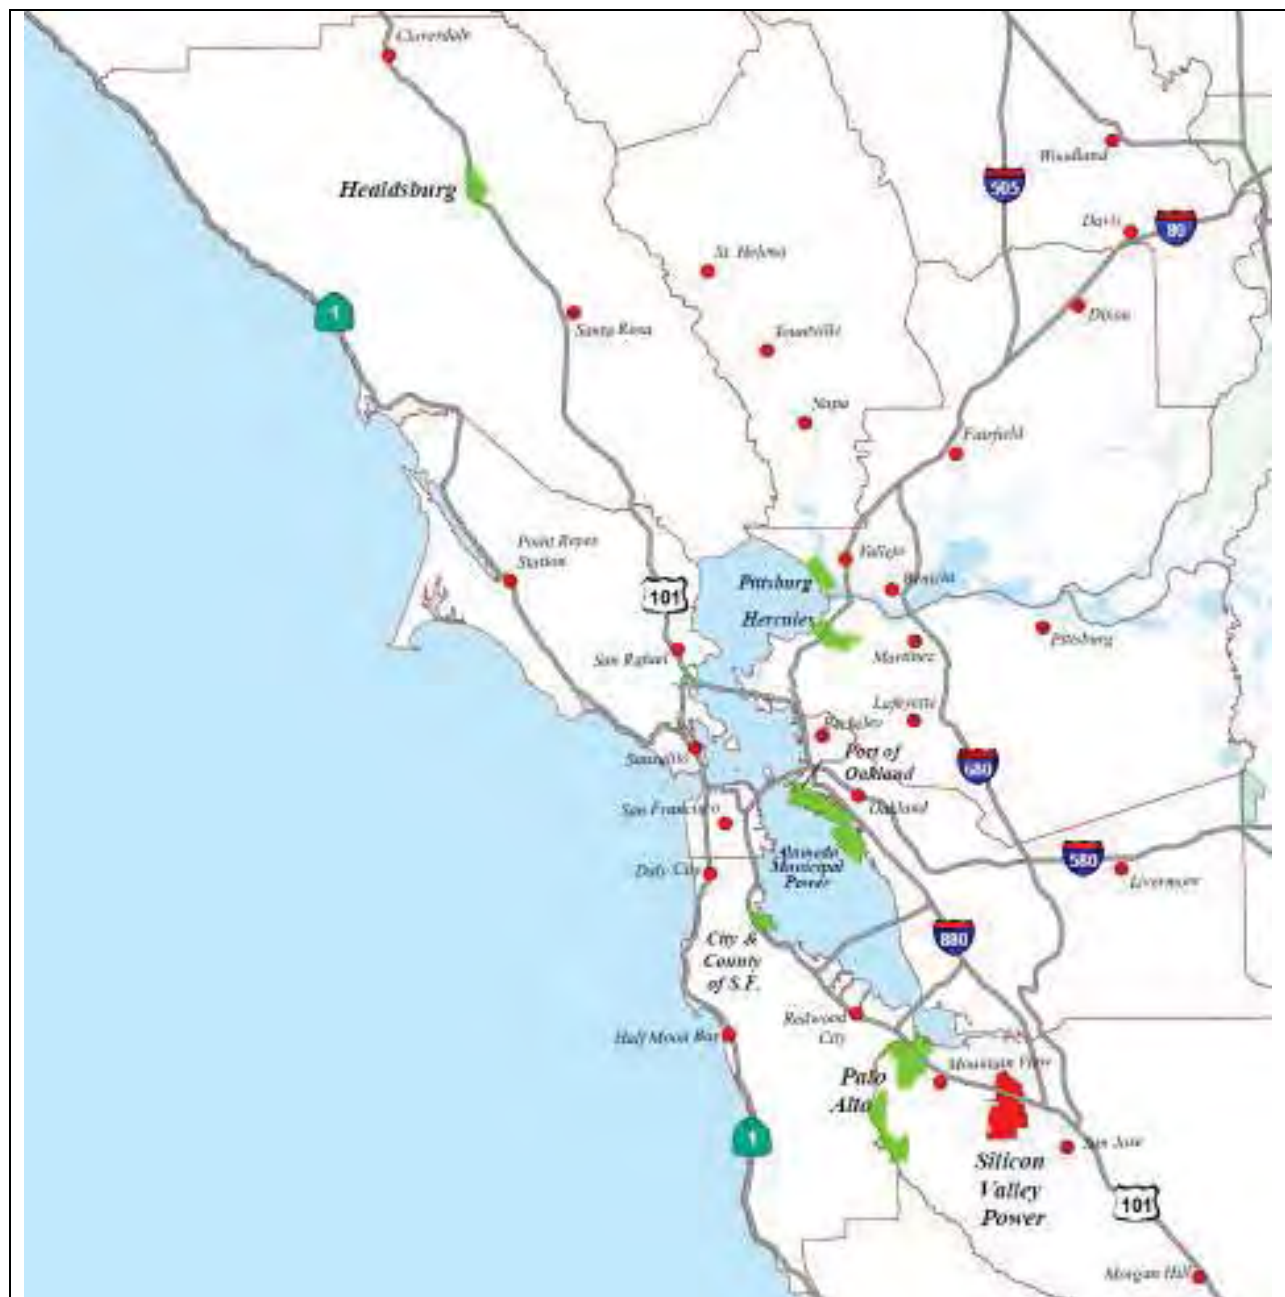 Cloverdale
Woodland
505
Healdsburg
Davis
80
St. Helena
1
Dixon
Santa Rosa
Yountville
Napa
Fairfield
Point Reyes
Station
Vallejo
Pittsburg
Benicia
101
Hercules
Pittsburg
San Rafael
Martinez
Lafayette
Berkeley
Port of
Oakland
Sausalito
680
San Francisco
Oakland
Alameda
Municipal
Power
580
Daly City
Livermore
City &
County
of S.F.
880
Redwood
City
Half Moon Bay
Mountain View
Palo
Alto
1
San Jose
Silicon
Valley
Power
101
Morgan Hill